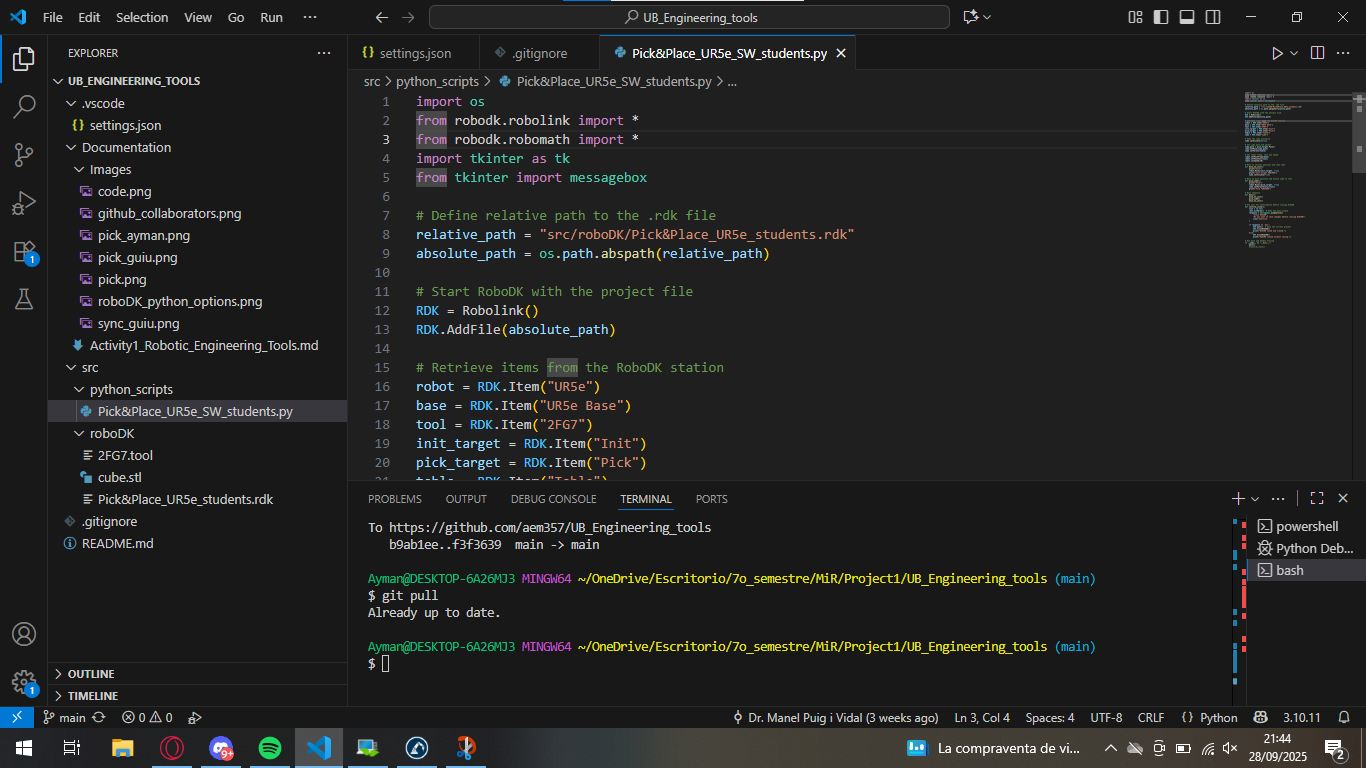 File Edit Selection View Go Run ···
UB_Engineering_tools
EXPLORER
UB_ENGINEERING_TOOLS
.vscode
settings.json
Documentation
Images
code.png
github_collaborators.png
pick_ayman.png
pick_guiu.png
pick.png
roboDK_python_options.png
sync_guiu.png
Activity1_Robotic_Engineering_Tools.md
src
python_scripts
Pick&Place_UR5e_SW_students.py
roboDK
2FG7.tool
cube.stl
Pick&Place_UR5e_students.rdk
.gitignore
README.md
OUTLINE
TIMELINE
1
1
settings.json
.gitignore
Pick&Place_UR5e_SW_students.py
src > python_scripts > Pick&Place_UR5e_SW_students.py > ...
1 import os
2 from robodk.robolink import *
3 from robodk.robomath import *
4 import tkinter as tk
5 from tkinter import messagebox
6
7 # Define relative path to the .rdk file
8 relative_path = "src/roboDK/Pick&Place_UR5e_students.rdk"
9 absolute_path = os.path.abspath(relative_path)
10
11 # Start RoboDK with the project file
12 RDK = Robolink()
13 RDK.AddFile(absolute_path)
14
15 # Retrieve items from the RoboDK station
16 robot = RDK.Item("UR5e")
17 base = RDK.Item("UR5e Base")
18 tool = RDK.Item("2FG7")
19 init_target = RDK.Item("Init")
20 pick_target = RDK.Item("Pick")
21 table = RDK.Item("Table")
PROBLEMS OUTPUT DEBUG CONSOLE TERMINAL PORTS
To https://github.com/aem357/UB_Engineering_tools
b9ab1ee..f3f3639 main -> main
Ayman@DESKTOP-6A26MJ3 MINGW64 ~/OneDrive/Escritorio/7o_semestre/MiR/Project1/UB_Engineering_tools (main)
$ git pull
Already up to date.
Ayman@DESKTOP-6A26MJ3 MINGW64 ~/OneDrive/Escritorio/7o_semestre/MiR/Project1/UB_Engineering_tools (main)
$
powershell
Python Deb...
bash
main 0 0 Dr. Manel Puig i Vidal (3 weeks ago) Ln 3, Col 4 Spaces: 4 UTF-8 CRLF {} Python 3.10.11
9+
La compraventa de vi...
21:44
28/09/2025
2